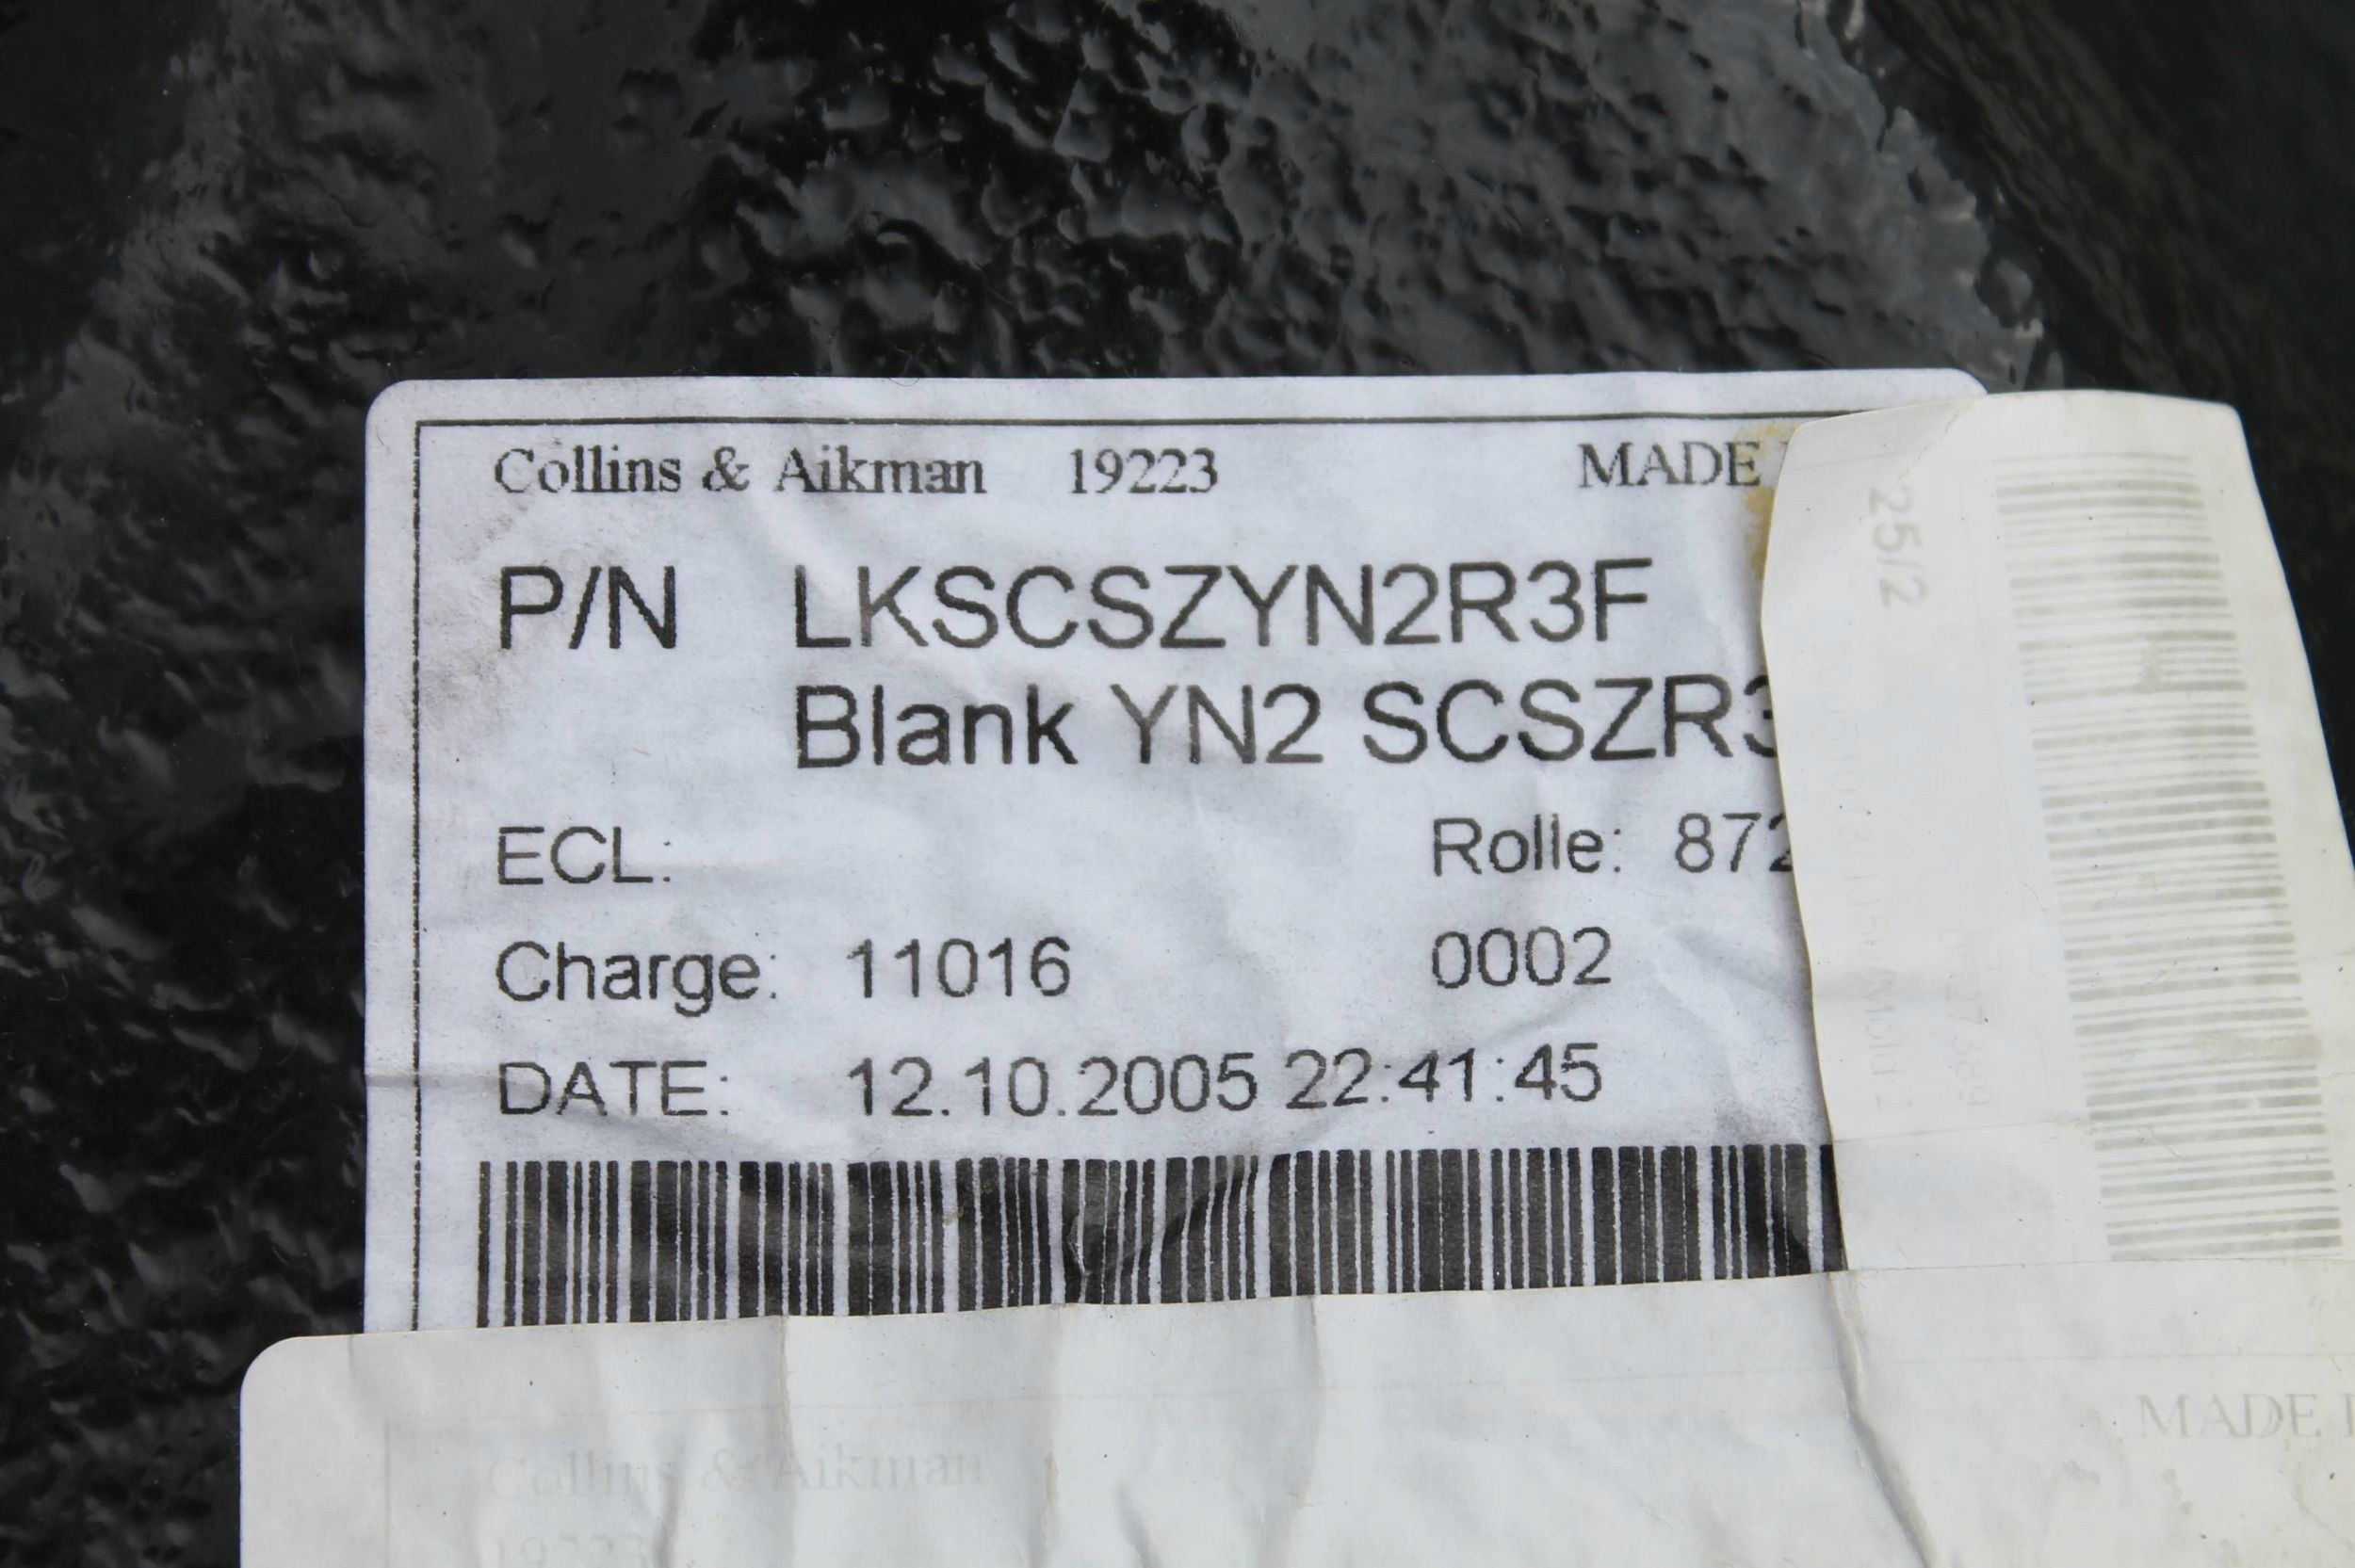 Collins & Aikman 19223 MADE
P/N LKSCSZYN2R3F
Blank YN2 SCSZR3
ECL: Rolle: 872
Charge: 11016 0002
DATE: 12.10.2005 22:41:45
25/2
MADE
Collins & Aikman